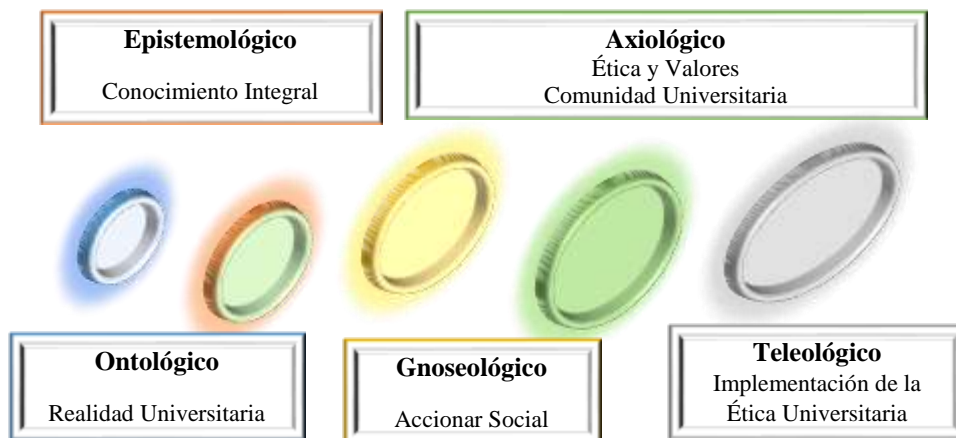 Epistemológico
Conocimiento Integral
Axiológico
Ética y Valores
Comunidad Universitaria
Ontológico
Realidad Universitaria
Gnoseológico
Accionar Social
Teleológico
Implementación de la
Ética Universitaria